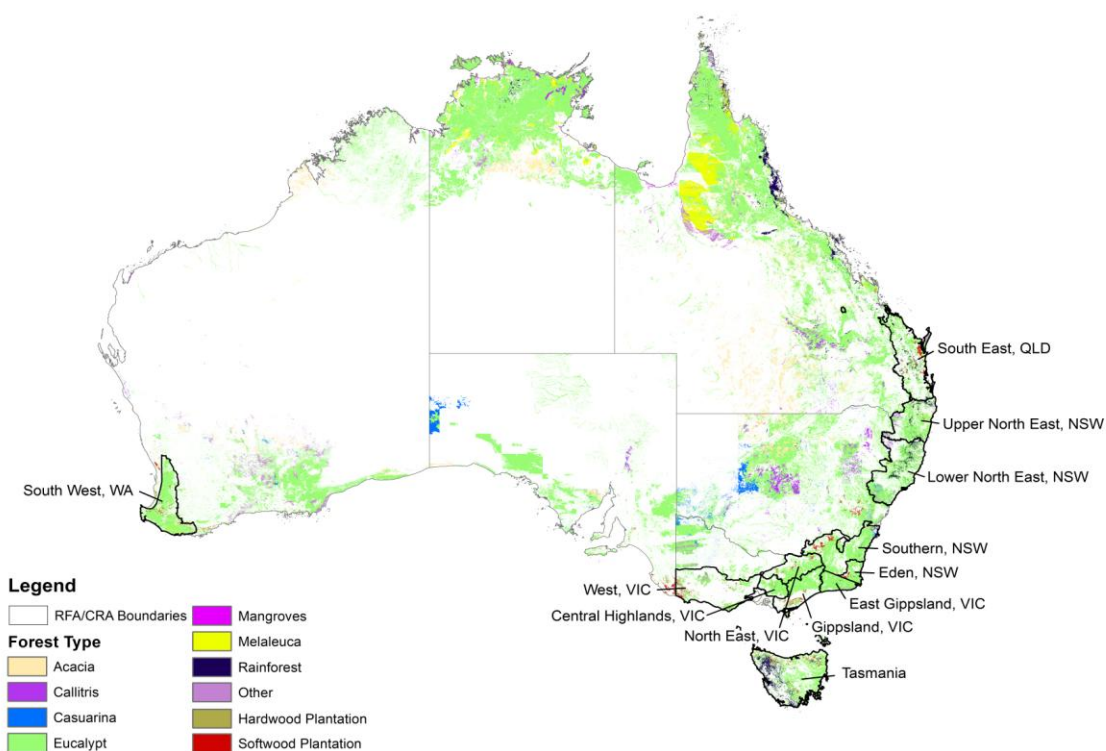 South East, QLD
Upper North East, NSW
Lower North East, NSW
South West, WA
Southern, NSW
Eden, NSW
West, VIC
East Gippsland, VIC
Central Highlands, VIC
Gippsland, VIC
North East, VIC
Tasmania
Legend
RFA/CRA Boundaries
Forest Type
Acacia
Callitris
Casuarina
Eucalypt
Mangroves
Melaleuca
Rainforest
Other
Hardwood Plantation
Softwood Plantation